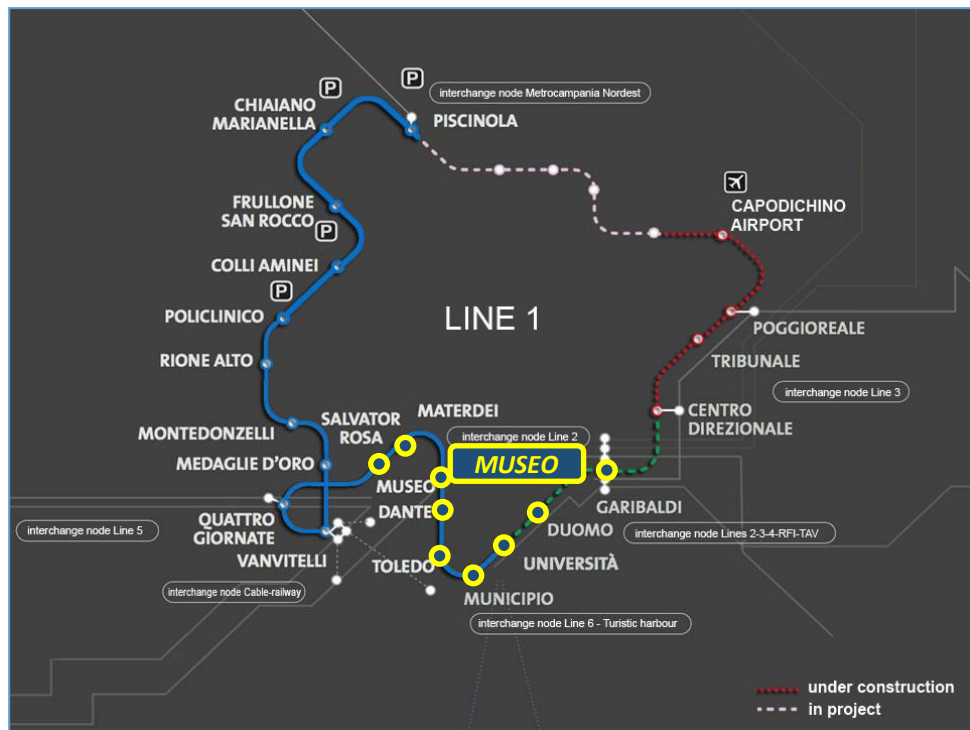 P
P
interchange node Metrocampania Nordest
CHIAIANO
MARIANELLA
PISCINOLA
FRULLONE
SAN ROCCO
P
CAPODICHINO
AIRPORT
COLLI AMINEI
P
POLICLINICO
LINE 1
POGGIOREALE
RIONE ALTO
TRIBUNALE
interchange node Line 3
SALVATOR
ROSA
MATERDEI
CENTRO
DIREZIONALE
MONTEDONZELLI
interchange node Line 2
MEDAGLIE D'ORO
MUSEO
MUSEO
GARIBALDI
DANTE
QUATTRO
GIORNATE
DUOMO
interchange node Lines 2-3-4-RFI-TAV
interchange node Line 5
VANVITELLI
TOLEDO
UNIVERSITÀ
interchange node Cable-railway
MUNICIPIO
interchange node Line 6 - Turistic harbour
under construction
in project